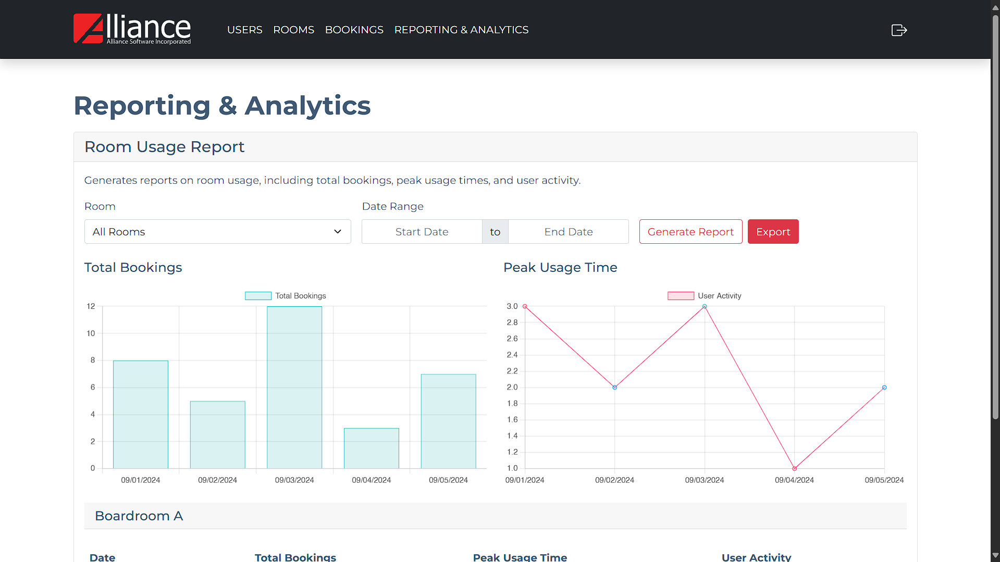 Alliance
Alliance Software Incorporated
USERS ROOMS BOOKINGS REPORTING & ANALYTICS
Reporting & Analytics
Room Usage Report
Generates reports on room usage, including total bookings, peak usage times, and user activity.
Room
Date Range
All Rooms
Start Date to End Date
Generate Report
Export
Total Bookings
Total Bookings
12
10
8
6
4
2
0
09/01/2024 09/02/2024 09/03/2024 09/04/2024 09/05/2024
Peak Usage Time
User Activity
3.0
2.8
2.6
2.4
2.2
2.0
1.8
1.6
1.4
1.2
1.0
09/01/2024 09/02/2024 09/03/2024 09/04/2024 09/05/2024
Boardroom A
Date Total Bookings Peak Usage Time User Activity